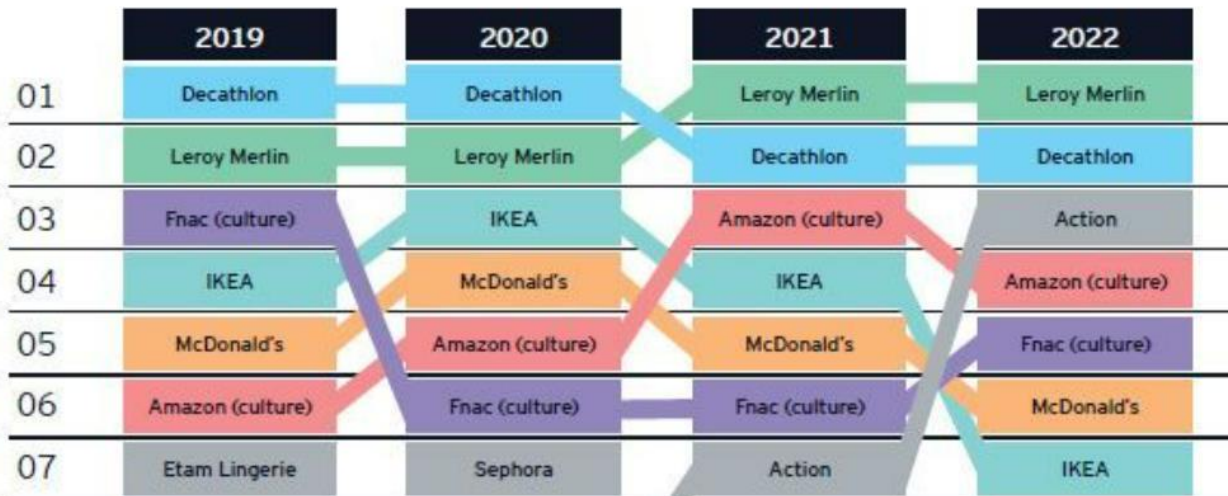 2019 2020 2021 2022
01 Decathlon Decathlon Leroy Merlin Leroy Merlin
02 Leroy Merlin Leroy Merlin Decathlon Decathlon
03 Fnac (culture) IKEA Amazon (culture) Action
04 IKEA McDonald's IKEA Amazon (culture)
05 McDonald's Amazon (culture) McDonald's Fnac (culture)
06 Amazon (culture) Fnac (culture) Fnac (culture) McDonald's
07 Etam Lingerie Sephora Action IKEA